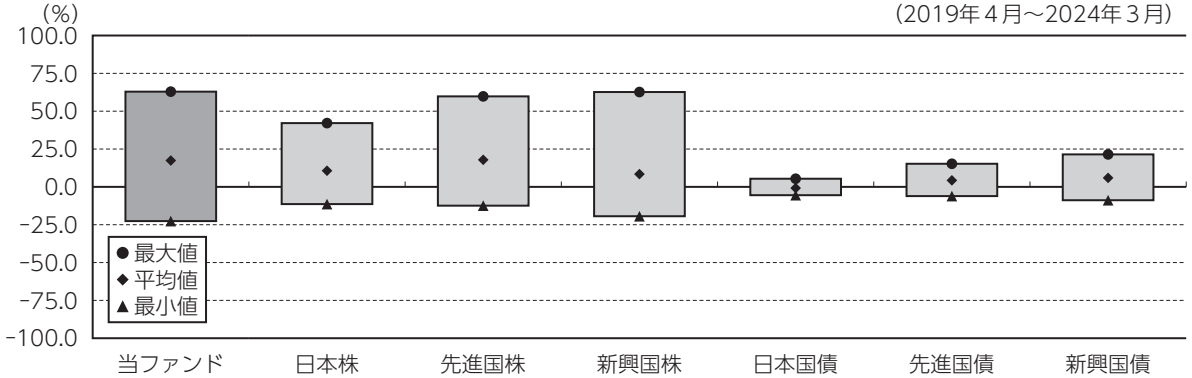 (%)
(2019年4月～2024年3月)
100.0
75.0
50.0
25.0
0.0
-25.0
-50.0
-75.0
-100.0
●最大値
◆平均値
▲最小値
当ファンド 日本株 先進国株 新興国株 日本国債 先進国債 新興国債